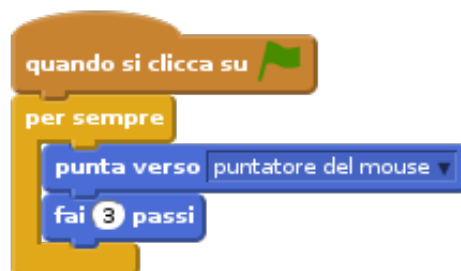 quando si clicca su
per sempre
punta verso puntatore del mouse
fai 3 passi